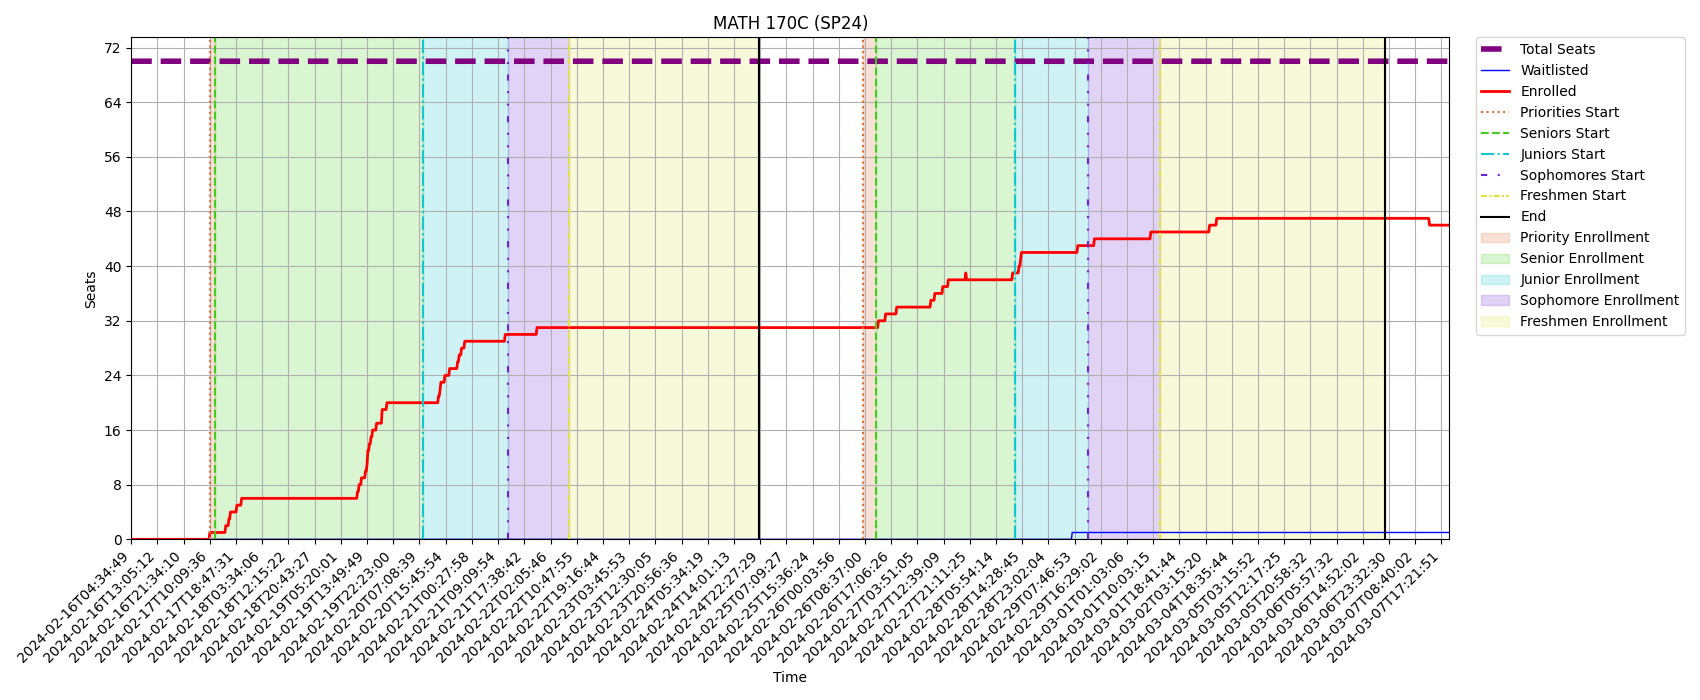 MATH 170C (SP24)
72
64
56
48
40
32
24
16
8
0
Seats
2024-02-16T04:34:49
2024-02-16T13:05:12
2024-02-16T21:34:10
2024-02-17T10:09:36
2024-02-17T18:47:31
2024-02-18T03:34:06
2024-02-18T12:15:22
2024-02-18T20:43:27
2024-02-19T05:20:01
2024-02-19T13:49:49
2024-02-19T22:23:00
2024-02-20T07:08:39
2024-02-20T15:45:54
2024-02-21T00:27:58
2024-02-21T09:09:54
2024-02-21T17:38:42
2024-02-22T02:05:46
2024-02-22T10:47:55
2024-02-22T19:16:44
2024-02-23T03:45:53
2024-02-23T12:30:05
2024-02-23T20:56:36
2024-02-24T05:34:19
2024-02-24T14:01:13
2024-02-24T22:27:29
2024-02-25T07:09:27
2024-02-25T15:36:24
2024-02-26T00:03:56
2024-02-26T08:37:00
2024-02-26T17:06:26
2024-02-27T03:51:05
2024-02-27T12:39:09
2024-02-27T21:11:25
2024-02-28T05:54:14
2024-02-28T14:28:45
2024-02-28T23:02:04
2024-02-29T07:46:53
2024-02-29T16:29:02
2024-03-01T01:03:06
2024-03-01T10:03:15
2024-03-01T18:41:44
2024-03-02T03:15:20
2024-03-04T18:35:44
2024-03-05T03:15:52
2024-03-05T12:17:25
2024-03-05T20:58:32
2024-03-06T05:57:32
2024-03-06T14:52:02
2024-03-06T23:32:30
2024-03-07T08:40:02
2024-03-07T17:21:51
Time
Total Seats
Waitlisted
Enrolled
Priorities Start
Seniors Start
Juniors Start
Sophomores Start
Freshmen Start
End
Priority Enrollment
Senior Enrollment
Junior Enrollment
Sophomore Enrollment
Freshmen Enrollment